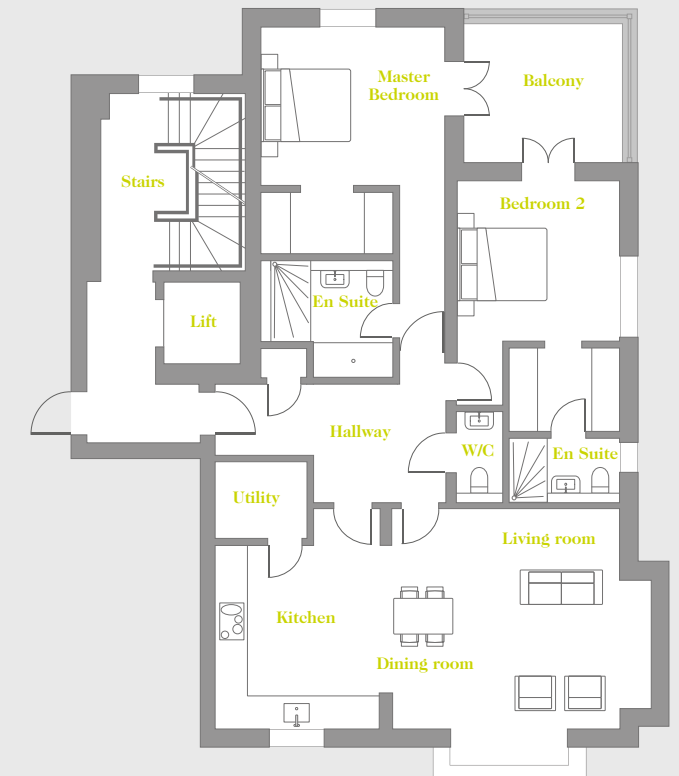 Master
Bedroom
Balcony
Stairs
Bedroom 2
En Suite
Lift
Hallway
W/C
En Suite
Utility
Living room
Kitchen
Dining room